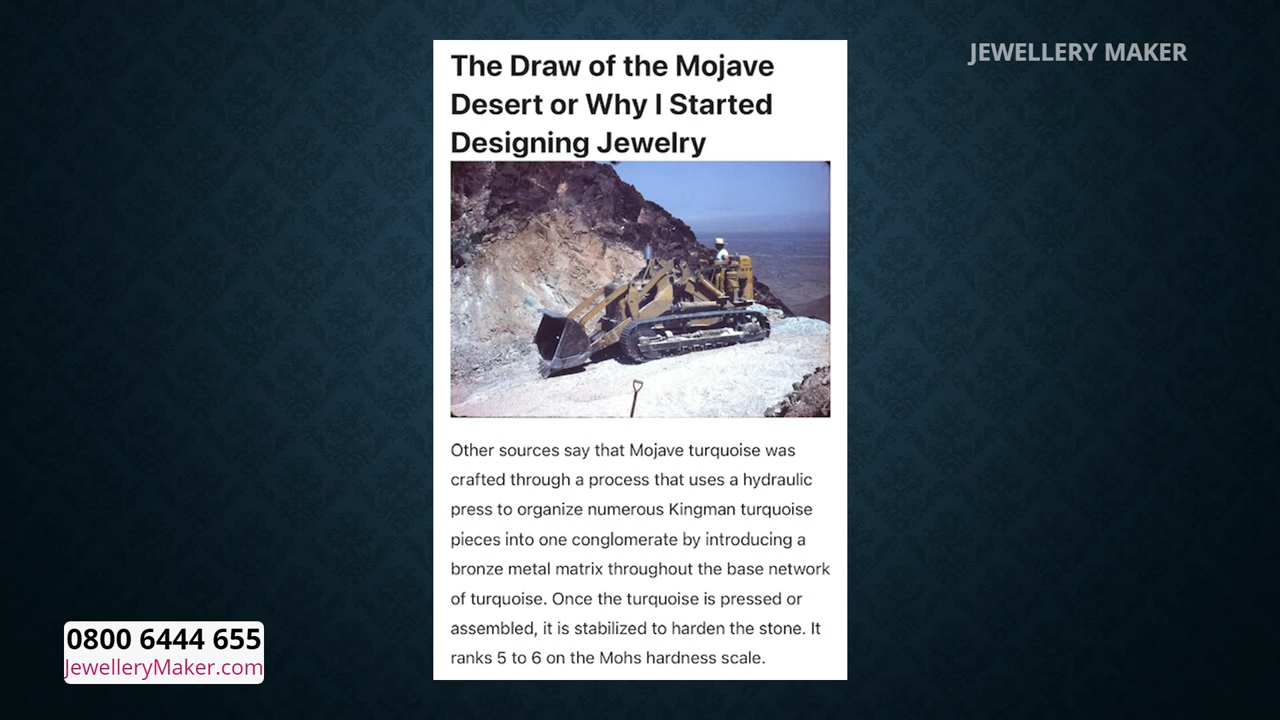 JEWELLERY MAKER
The Draw of the Mojave
Desert or Why I Started
Designing Jewelry
Other sources say that Mojave turquoise was
crafted through a process that uses a hydraulic
press to organize numerous Kingman turquoise
pieces into one conglomerate by introducing a
bronze metal matrix throughout the base network
of turquoise. Once the turquoise is pressed or
assembled, it is stabilized to harden the stone. It
ranks 5 to 6 on the Mohs hardness scale.
0800 6444 655
JewelleryMaker.com